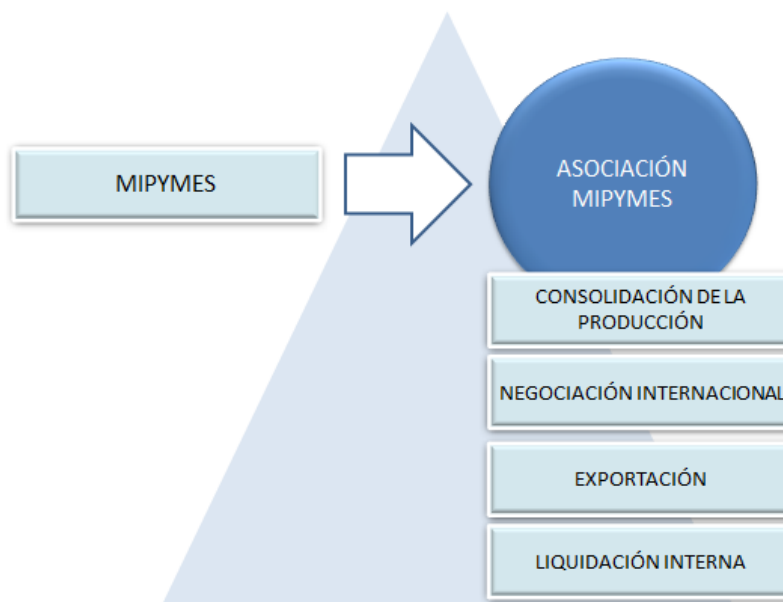 MIPYMES
ASOCIACIÓN
MIPYMES
CONSOLIDACIÓN DE LA
PRODUCCIÓN
NEGOCIACIÓN INTERNACIONAL
EXPORTACIÓN
LIQUIDACIÓN INTERNA